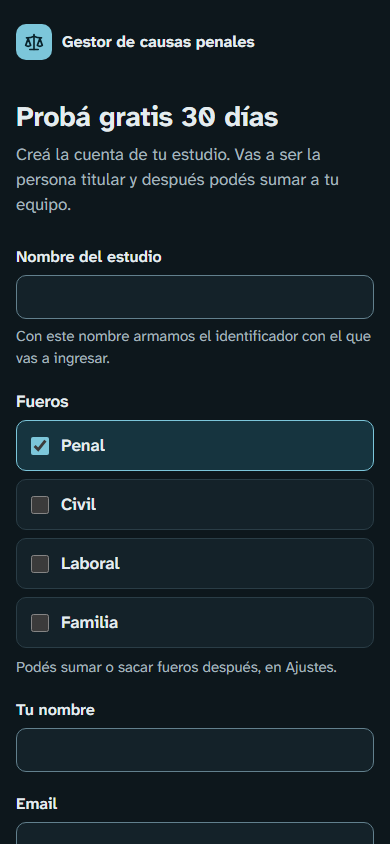 Gestor de causas penales
Probá gratis 30 días
Creá la cuenta de tu estudio. Vas a ser la
persona titular y después podés sumar a tu
equipo.
Nombre del estudio
Con este nombre armamos el identificador con el que
vas a ingresar.
Fueros
Penal
Civil
Laboral
Familia
Podés sumar o sacar fueros después, en Ajustes.
Tu nombre
Email